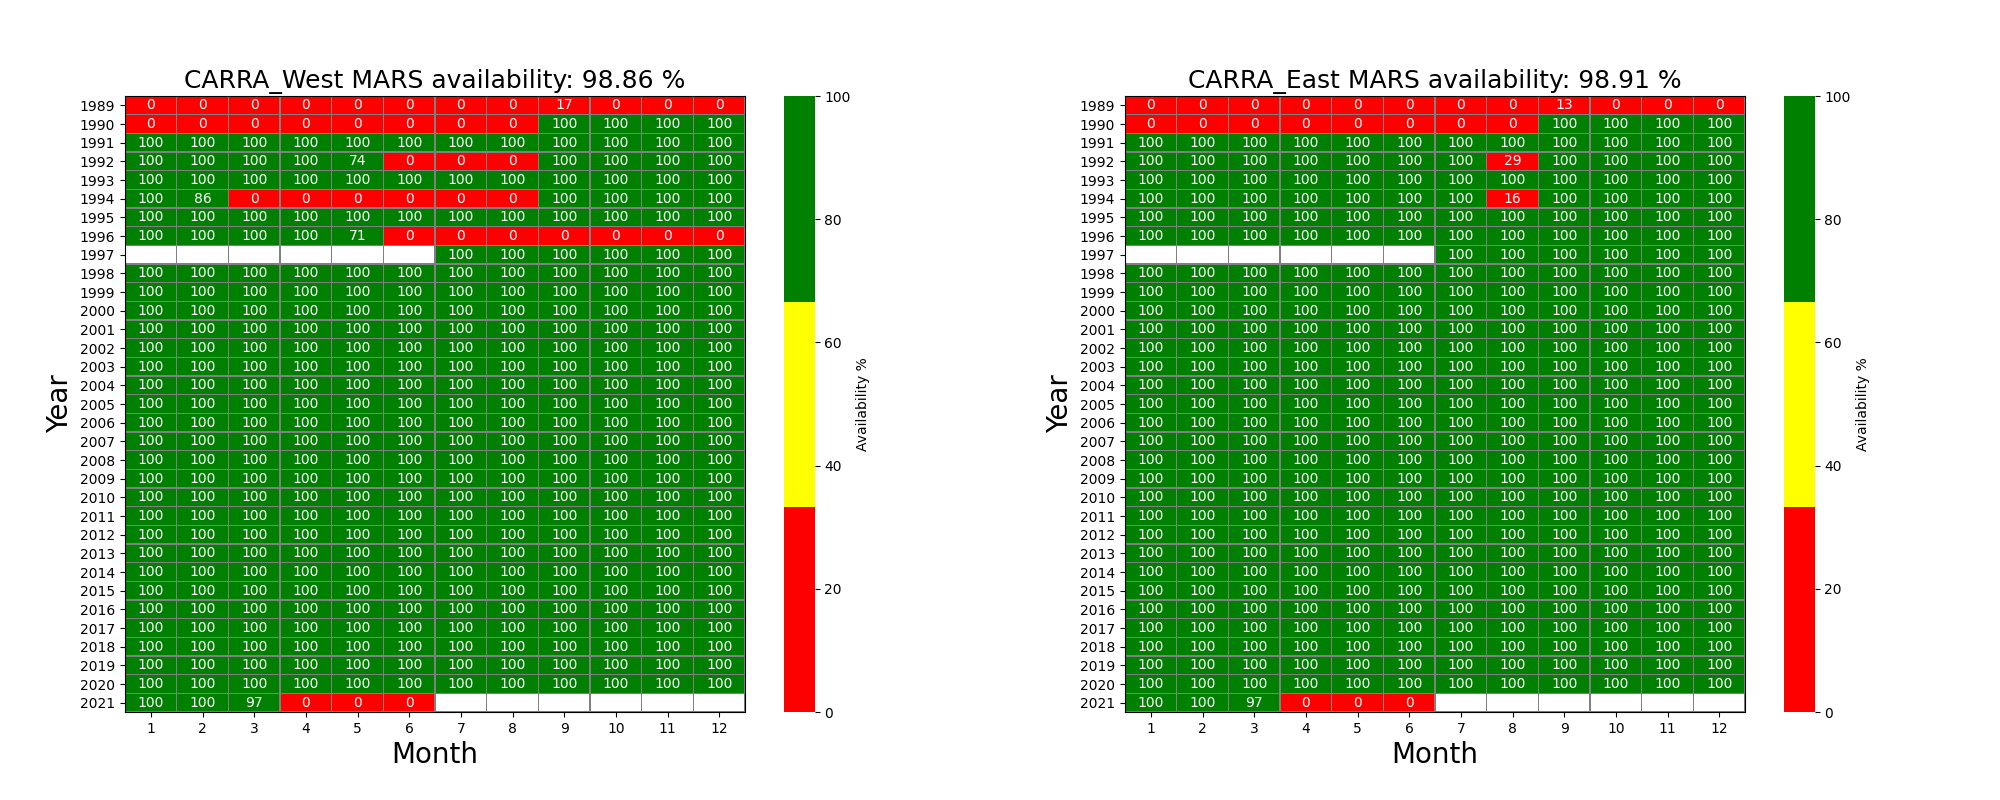 CARRA_West MARS availability: 98.86 %
Year
1989 0 0 0 0 0 0 0 0 17 0 0 0
1990 0 0 0 0 0 0 0 0 100 100 100 100
1991 100 100 100 100 100 100 100 100 100 100 100 100
1992 100 100 100 100 74 0 0 0 100 100 100 100
1993 100 100 100 100 100 100 100 100 100 100 100 100
1994 100 86 0 0 0 0 0 0 100 100 100 100
1995 100 100 100 100 100 100 100 100 100 100 100 100
1996 100 100 100 100 71 0 0 0 0 0 0 0
1997 100 100 100 100 100 100
1998 100 100 100 100 100 100 100 100 100 100 100 100
1999 100 100 100 100 100 100 100 100 100 100 100 100
2000 100 100 100 100 100 100 100 100 100 100 100 100
2001 100 100 100 100 100 100 100 100 100 100 100 100
2002 100 100 100 100 100 100 100 100 100 100 100 100
2003 100 100 100 100 100 100 100 100 100 100 100 100
2004 100 100 100 100 100 100 100 100 100 100 100 100
2005 100 100 100 100 100 100 100 100 100 100 100 100
2006 100 100 100 100 100 100 100 100 100 100 100 100
2007 100 100 100 100 100 100 100 100 100 100 100 100
2008 100 100 100 100 100 100 100 100 100 100 100 100
2009 100 100 100 100 100 100 100 100 100 100 100 100
2010 100 100 100 100 100 100 100 100 100 100 100 100
2011 100 100 100 100 100 100 100 100 100 100 100 100
2012 100 100 100 100 100 100 100 100 100 100 100 100
2013 100 100 100 100 100 100 100 100 100 100 100 100
2014 100 100 100 100 100 100 100 100 100 100 100 100
2015 100 100 100 100 100 100 100 100 100 100 100 100
2016 100 100 100 100 100 100 100 100 100 100 100 100
2017 100 100 100 100 100 100 100 100 100 100 100 100
2018 100 100 100 100 100 100 100 100 100 100 100 100
2019 100 100 100 100 100 100 100 100 100 100 100 100
2020 100 100 100 100 100 100 100 100 100 100 100 100
2021 100 100 97 0 0 0
1 2 3 4 5 6 7 8 9 10 11 12
Month
100
80
60
40
20
0
Availability %
CARRA_East MARS availability: 98.91 %
Year
1989 0 0 0 0 0 0 0 0 13 0 0 0
1990 0 0 0 0 0 0 0 0 100 100 100 100
1991 100 100 100 100 100 100 100 100 100 100 100 100
1992 100 100 100 100 100 100 100 29 100 100 100 100
1993 100 100 100 100 100 100 100 100 100 100 100 100
1994 100 100 100 100 100 100 100 16 100 100 100 100
1995 100 100 100 100 100 100 100 100 100 100 100 100
1996 100 100 100 100 100 100 100 100 100 100 100 100
1997 100 100 100 100 100 100
1998 100 100 100 100 100 100 100 100 100 100 100 100
1999 100 100 100 100 100 100 100 100 100 100 100 100
2000 100 100 100 100 100 100 100 100 100 100 100 100
2001 100 100 100 100 100 100 100 100 100 100 100 100
2002 100 100 100 100 100 100 100 100 100 100 100 100
2003 100 100 100 100 100 100 100 100 100 100 100 100
2004 100 100 100 100 100 100 100 100 100 100 100 100
2005 100 100 100 100 100 100 100 100 100 100 100 100
2006 100 100 100 100 100 100 100 100 100 100 100 100
2007 100 100 100 100 100 100 100 100 100 100 100 100
2008 100 100 100 100 100 100 100 100 100 100 100 100
2009 100 100 100 100 100 100 100 100 100 100 100 100
2010 100 100 100 100 100 100 100 100 100 100 100 100
2011 100 100 100 100 100 100 100 100 100 100 100 100
2012 100 100 100 100 100 100 100 100 100 100 100 100
2013 100 100 100 100 100 100 100 100 100 100 100 100
2014 100 100 100 100 100 100 100 100 100 100 100 100
2015 100 100 100 100 100 100 100 100 100 100 100 100
2016 100 100 100 100 100 100 100 100 100 100 100 100
2017 100 100 100 100 100 100 100 100 100 100 100 100
2018 100 100 100 100 100 100 100 100 100 100 100 100
2019 100 100 100 100 100 100 100 100 100 100 100 100
2020 100 100 100 100 100 100 100 100 100 100 100 100
2021 100 100 97 0 0 0
1 2 3 4 5 6 7 8 9 10 11 12
Month
100
80
60
40
20
0
Availability %